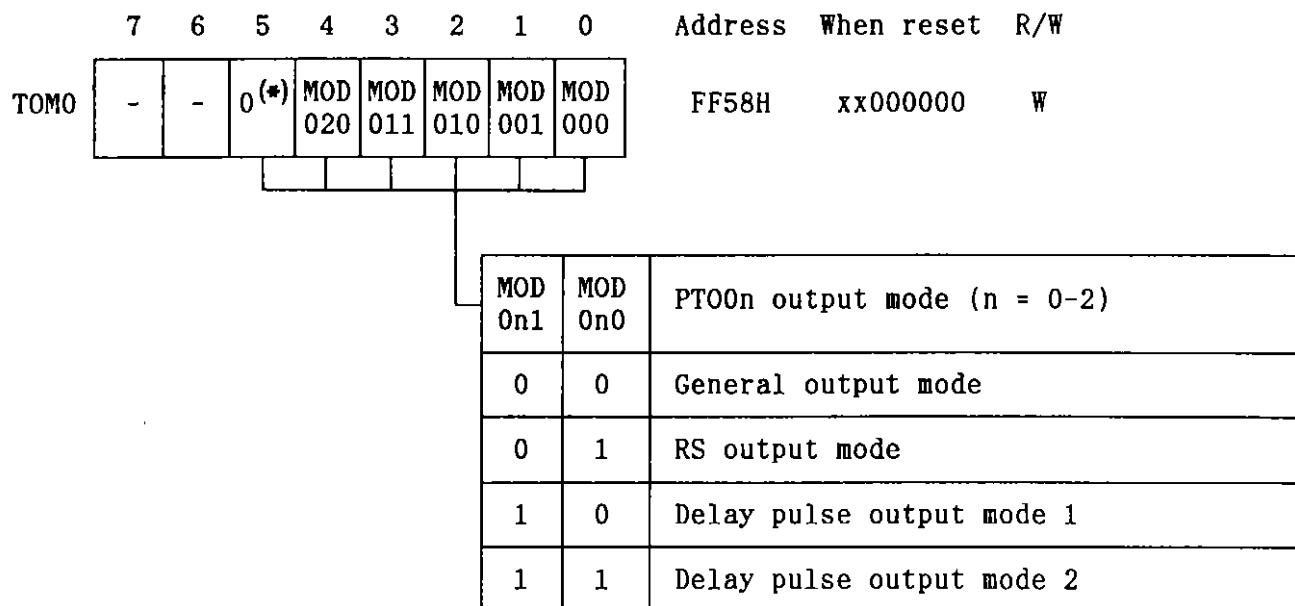 7 6 5 4 3 2 1 0 Address When reset R/W
TOM0 - - 0(*) MOD 020 MOD 011 MOD 010 MOD 001 MOD 000 FF58H xx000000 W
MOD 0n1 MOD 0n0 PTO0n output mode (n = 0-2)
0 0 General output mode
0 1 RS output mode
1 0 Delay pulse output mode 1
1 1 Delay pulse output mode 2